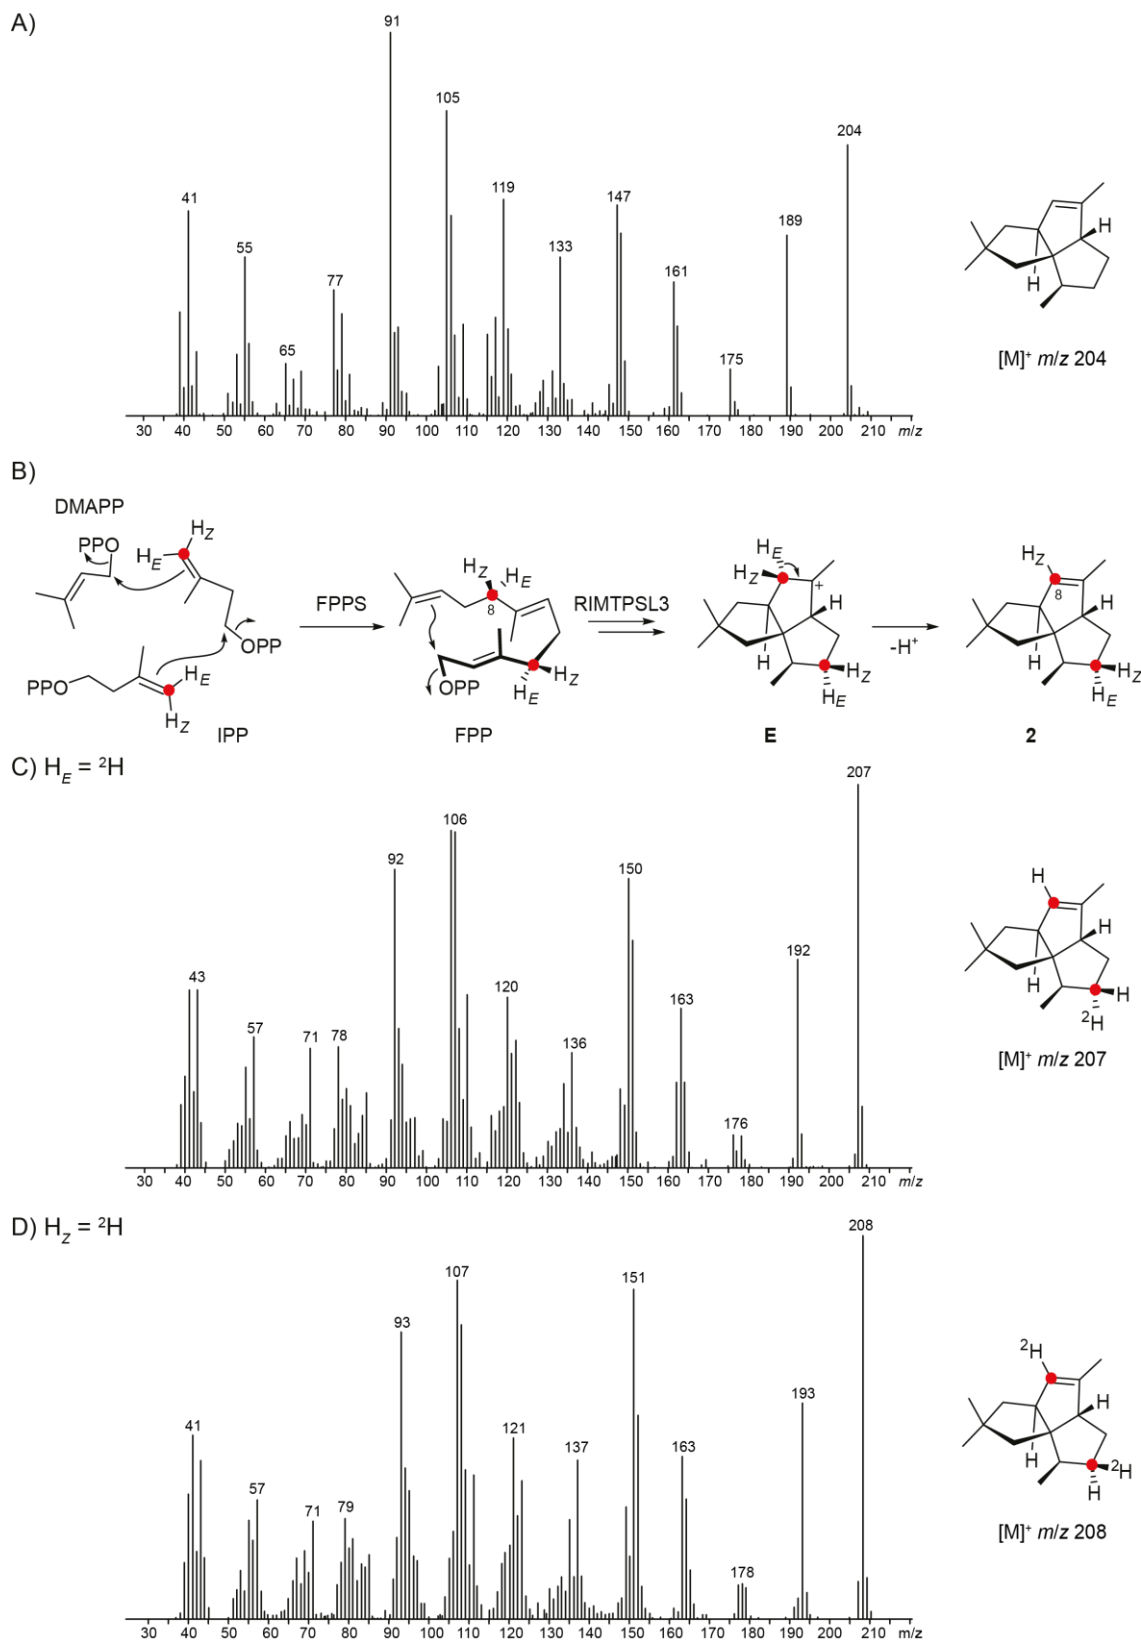 A)
91
105
204
41
119
147
189
55
133
77
161
65
175
H
H
[M]+ m/z 204
30 40 50 60 70 80 90 100 110 120 130 140 150 160 170 180 190 200 210 m/z
B)
DMAPP
PPO
HE
HZ
OPP
PPO
HE
HZ
IPP
FPPS
HZ
HE
8
OPP
HE
HZ
FPP
RIMTPSL3
HE
HZ
+
H
H
HZ
HE
E
-H+
HZ
8
H
H
HZ
HE
2
C) HE = 2H
207
106
92
150
192
43
120
163
57
71
78
136
176
H
H
H
H
2H
[M]+ m/z 207
30 40 50 60 70 80 90 100 110 120 130 140 150 160 170 180 190 200 210 m/z
D) HZ = 2H
208
107
151
93
193
41
121
137
163
57
71
79
178
2H
H
H
2H
H
[M]+ m/z 208
30 40 50 60 70 80 90 100 110 120 130 140 150 160 170 180 190 200 210 m/z